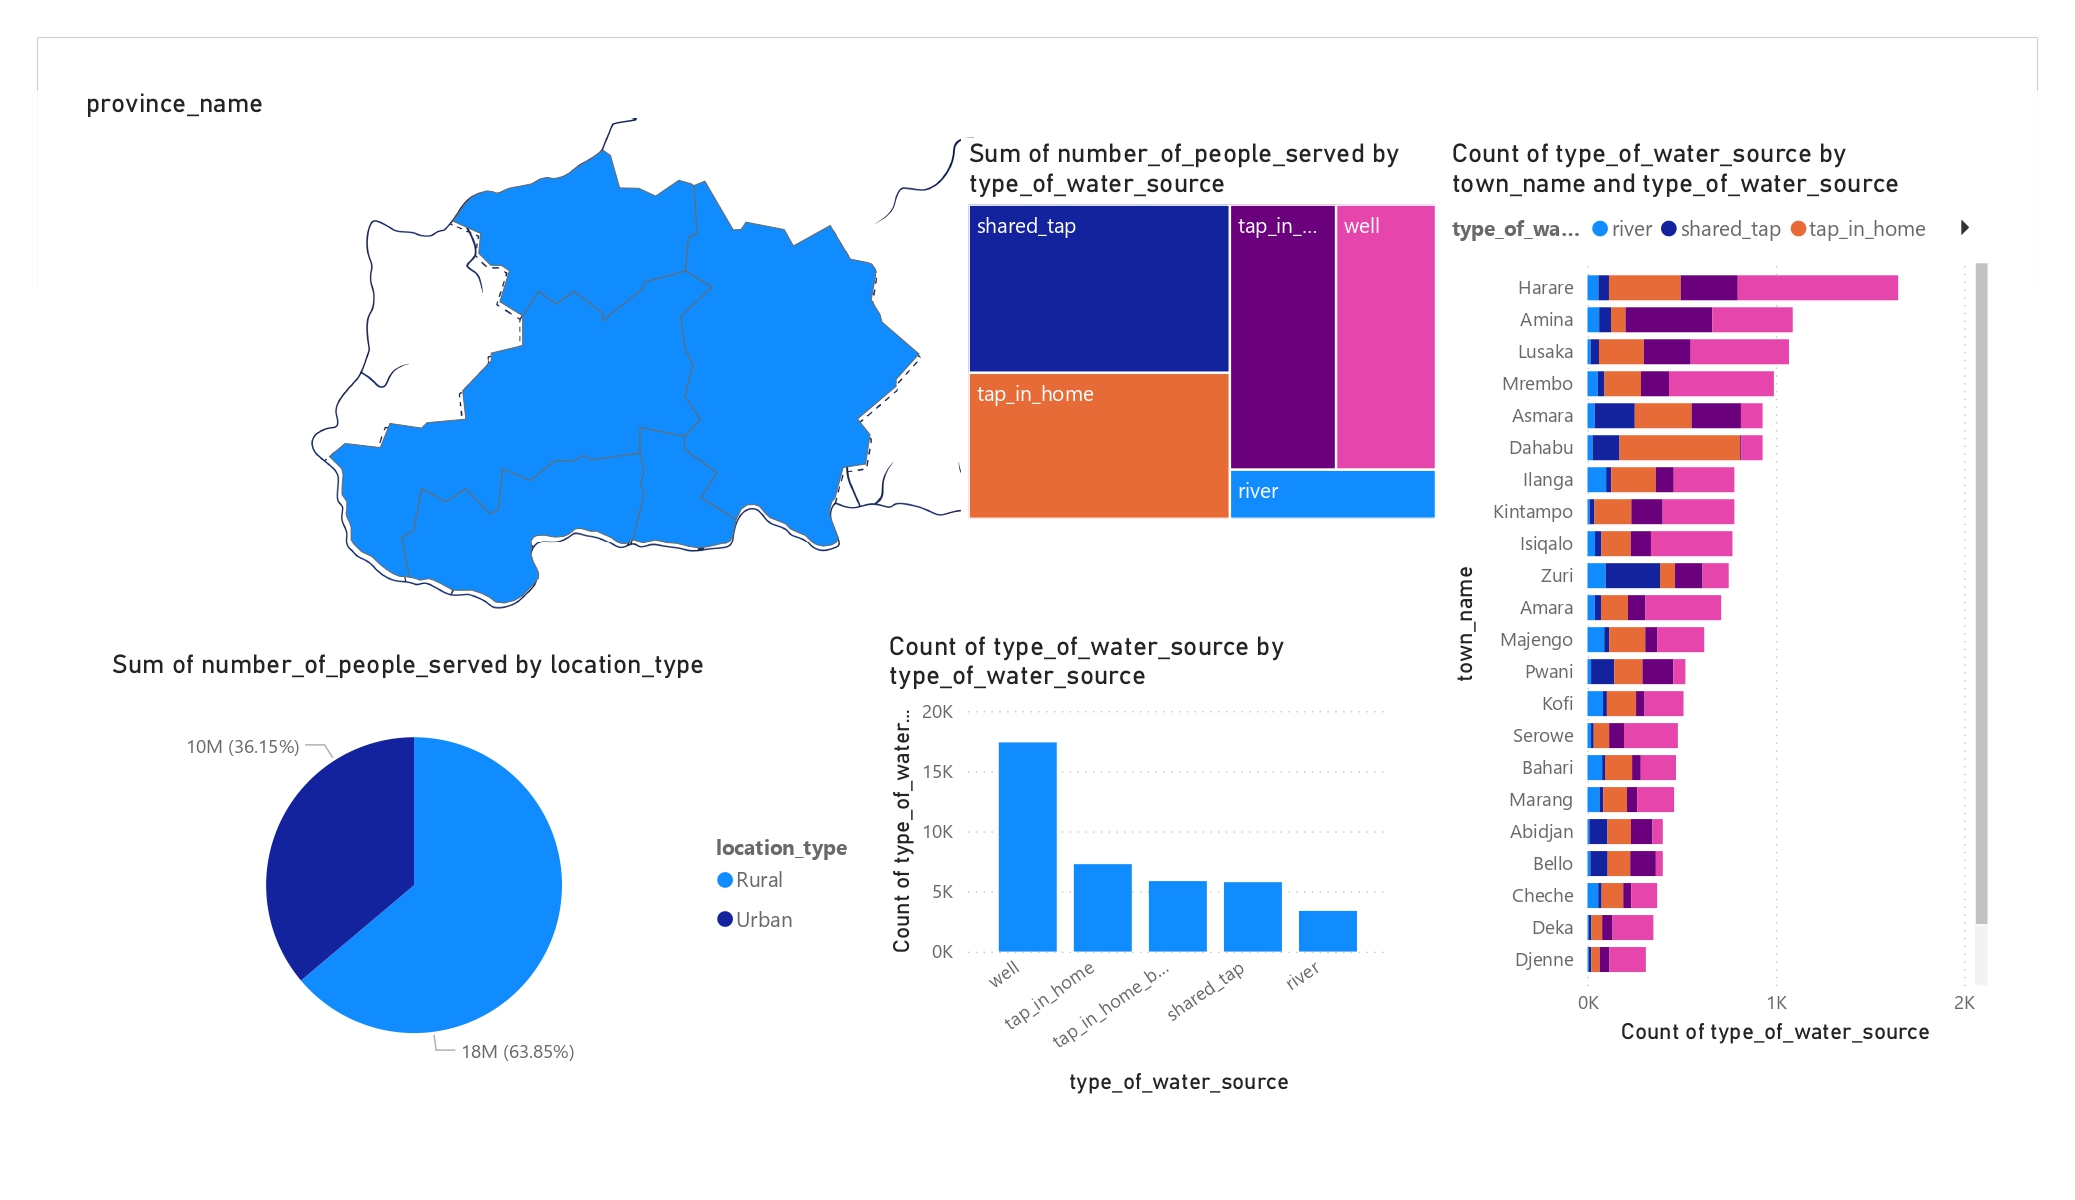 province_name
Sum of number_of_people_served by
type_of_water_source
shared_tap
tap_in_...
well
tap_in_home
river
Count of type_of_water_source by
town_name and type_of_water_source
type_of_wa... river shared_tap tap_in_home
town_name
Harare
Amina
Lusaka
Mrembo
Asmara
Dahabu
Ilanga
Kintampo
Isiqalo
Zuri
Amara
Majengo
Pwani
Kofi
Serowe
Bahari
Marang
Abidjan
Bello
Cheche
Deka
Djenne
0K 1K 2K
Count of type_of_water_source
Sum of number_of_people_served by location_type
10M (36.15%)
18M (63.85%)
location_type
Rural
Urban
Count of type_of_water_source by
type_of_water_source
Count of type_of_water...
20K
15K
10K
5K
0K
well
tap_in_home
tap_in_home_b...
shared_tap
river
type_of_water_source